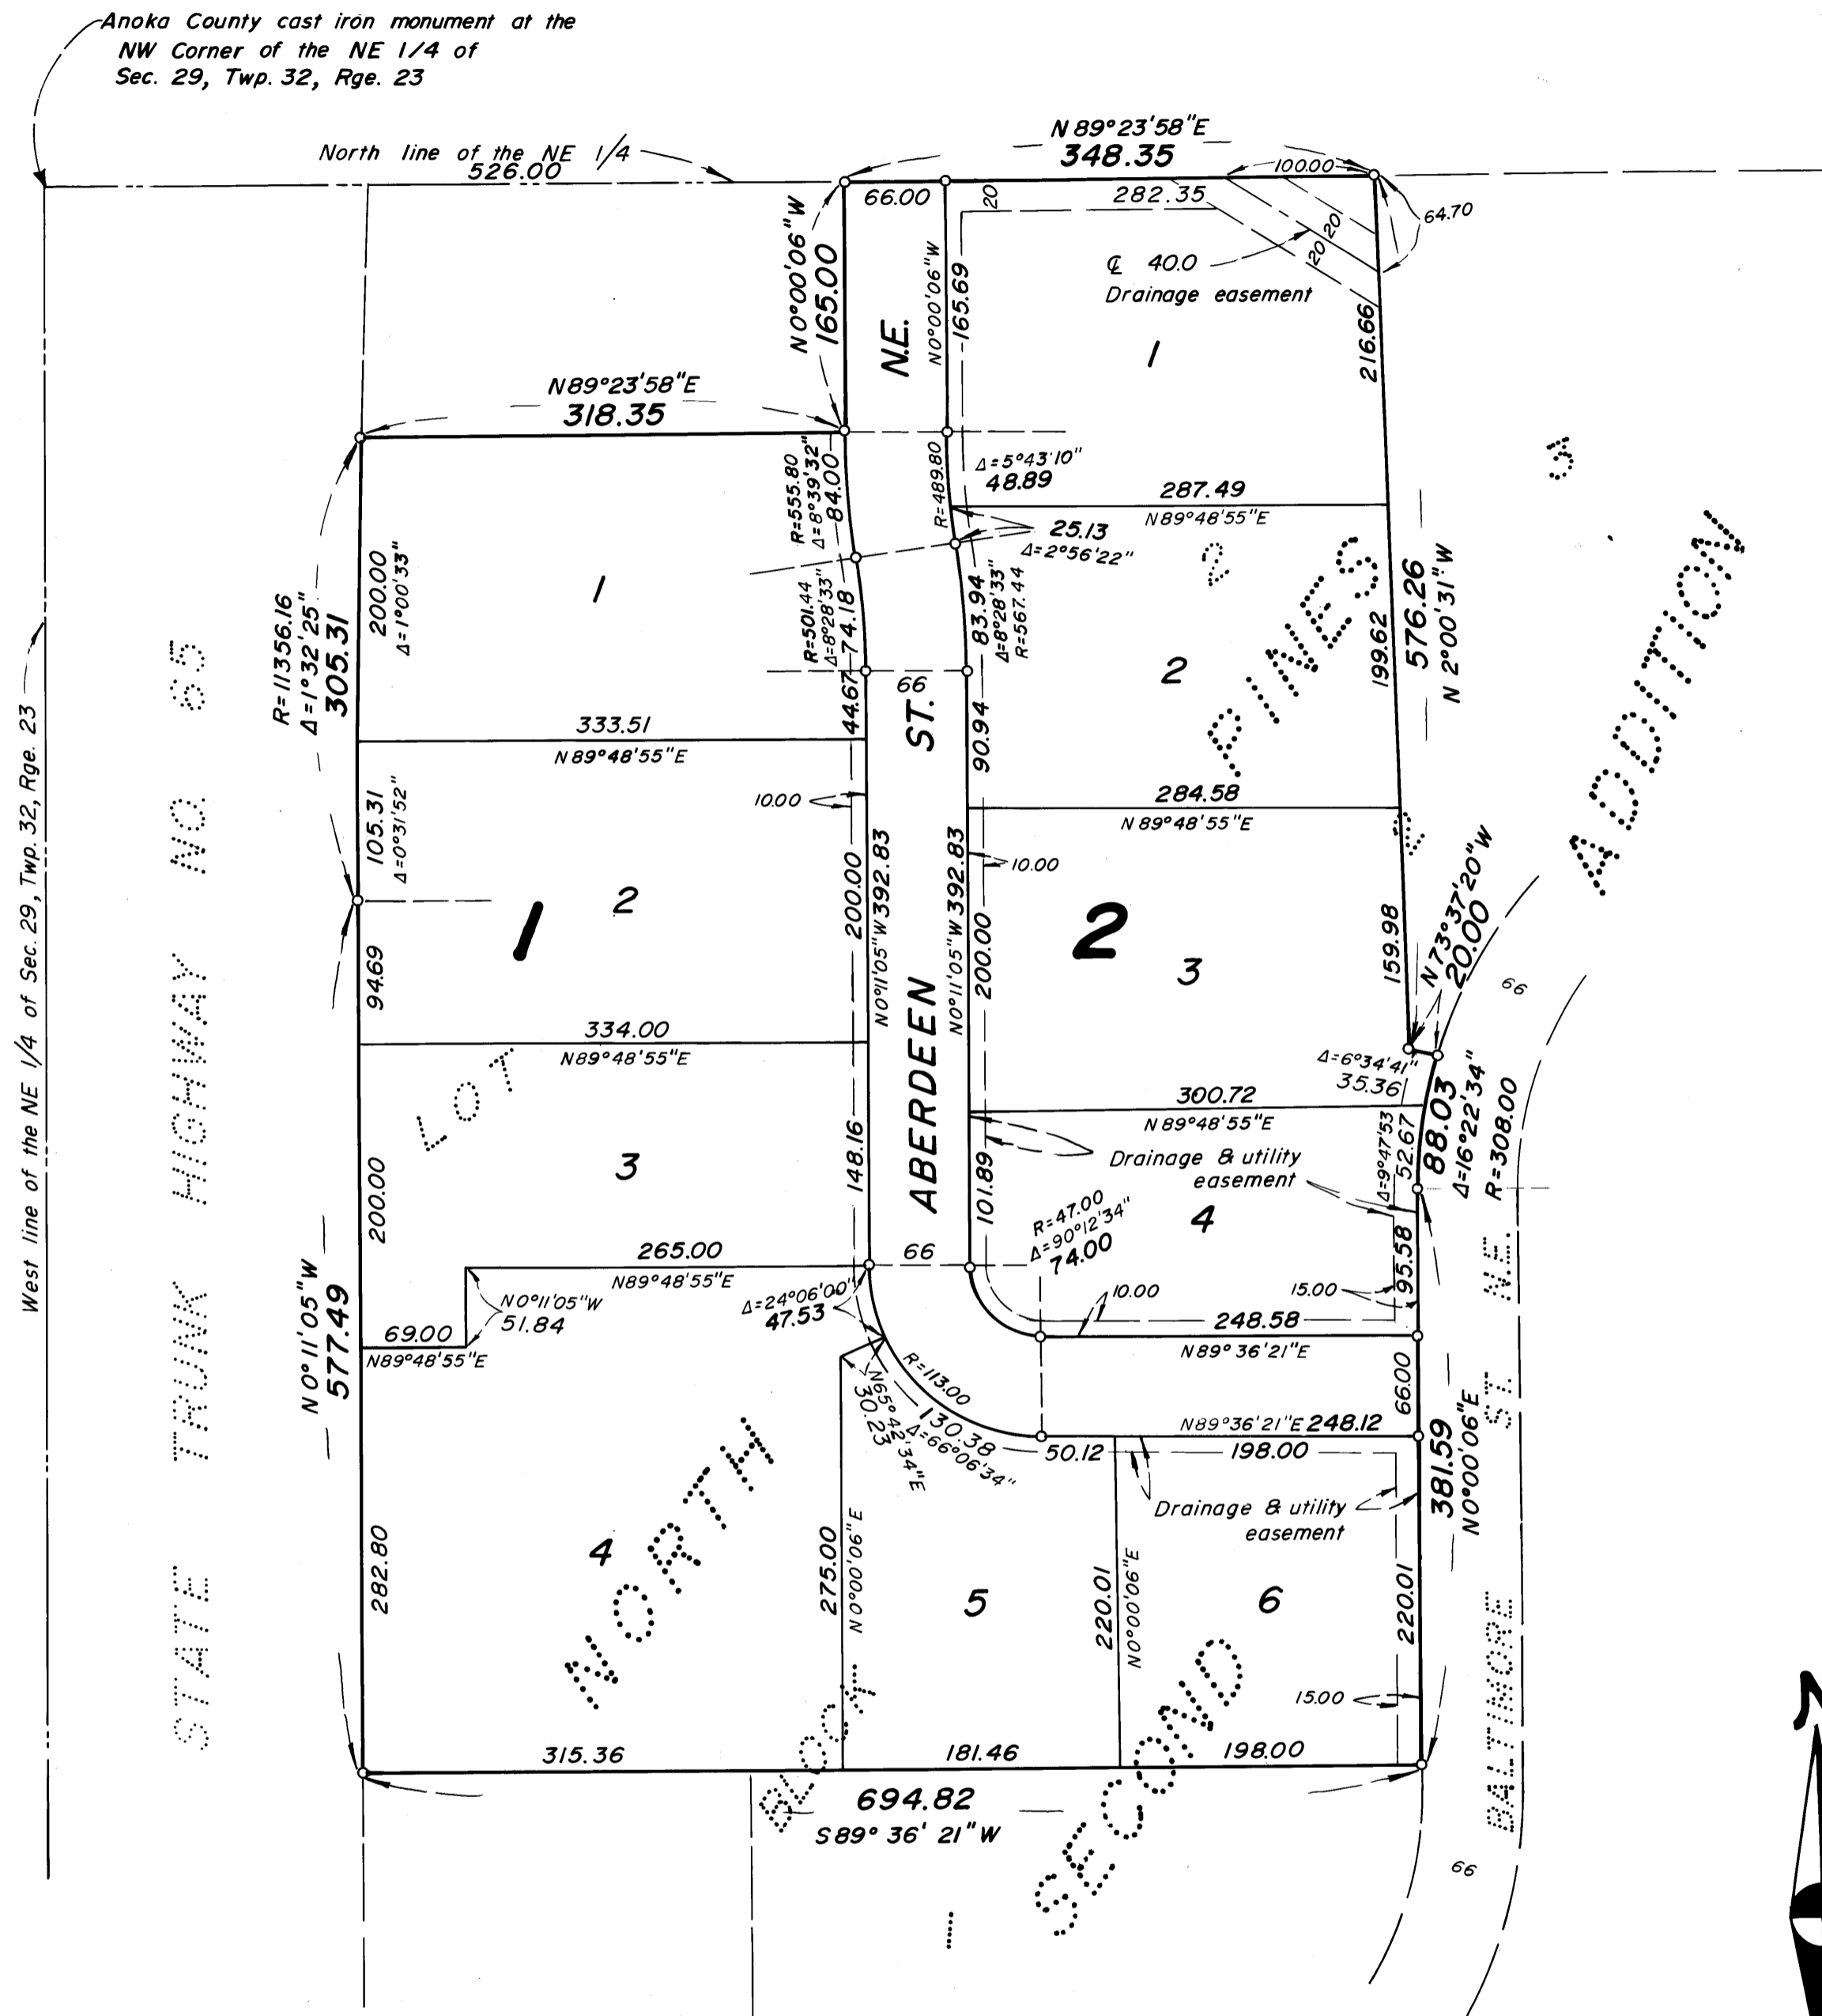 Anoka County cast iron monument at the
NW Corner of the NE 1/4 of
Sec. 29, Twp. 32, Rge. 23
North line of the NE 1/4
526.00
N 89°23'58"E
348.35
100.00
66.00
20
282.35
64.70
20
20
℄ 40.0
Drainage easement
N0°00'06"W
165.00
N.E.
N0°00'06"W
165.69
1
216.66
N89°23'58"E
318.35
R=555.80
Δ=8°39'32"
84.00
R=489.80
Δ=5°43'10"
48.89
287.49
N89°48'55"E
25.13
Δ=2°56'22"
3
R=11356.16
Δ=1°32'25"
305.31
200.00
Δ=1°00'33"
1
R=501.44
Δ=8°28'33"
74.18
83.94
Δ=8°28'33"
R=567.44
2
PINES
576.26
N 2°00'31"W
199.62
ADDITION
66
44.67
ST.
90.94
2
333.51
N89°48'55"E
10.00
284.58
N89°48'55"E
10.00
2
STATE TRUNK HIGHWAY NO. 65
West line of the NE 1/4 of Sec. 29, Twp. 32, Rge. 23
105.31
Δ=0°31'52"
94.69
1
2
200.00
N0°11'05"W 392.83
N0°11'05"W 392.83
200.00
2
3
159.98
N73°37'20"W
20.00
66
334.00
N89°48'55"E
LOT
ABERDEEN
Δ=6°34'41"
35.36
300.72
N89°48'55"E
Δ=9°47'53
52.67
88.03
Δ=16°22'34"
R=308.00
148.16
101.89
Drainage & utility
easement
3
200.00
4
R=47.00
Δ=90°12'34"
74.00
95.58
265.00
N89°48'55"E
66
N0°11'05"W
51.84
Δ=24°06'00"
47.53
10.00
15.00
248.58
N89°36'21"E
N0°11'05"W
577.49
69.00
N89°48'55"E
R=113.00
N65°42'34"E
30.23
130.38
Δ=66°06'34"
66.00
N89°36'21"E 248.12
50.12
198.00
381.59
N0°00'06"E
Drainage & utility
easement
282.80
4
NORTH
275.00
N0°00'06"E
5
220.01
N0°00'06"E
6
220.01
15.00
BALTIMORE ST. N.E.
315.36
181.46
198.00
BLOCK
1
SECOND
694.82
S89° 36' 21"W
66
N